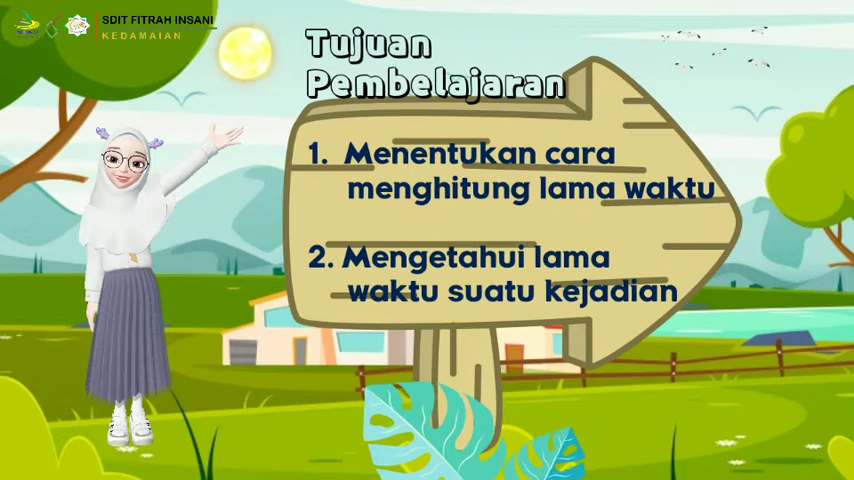 SDIT FITRAH INSANI
KEDAMAIAN
Tujuan
Pembelajaran
1. Menentukan cara
menghitung lama waktu
2. Mengetahui lama
waktu suatu kejadian